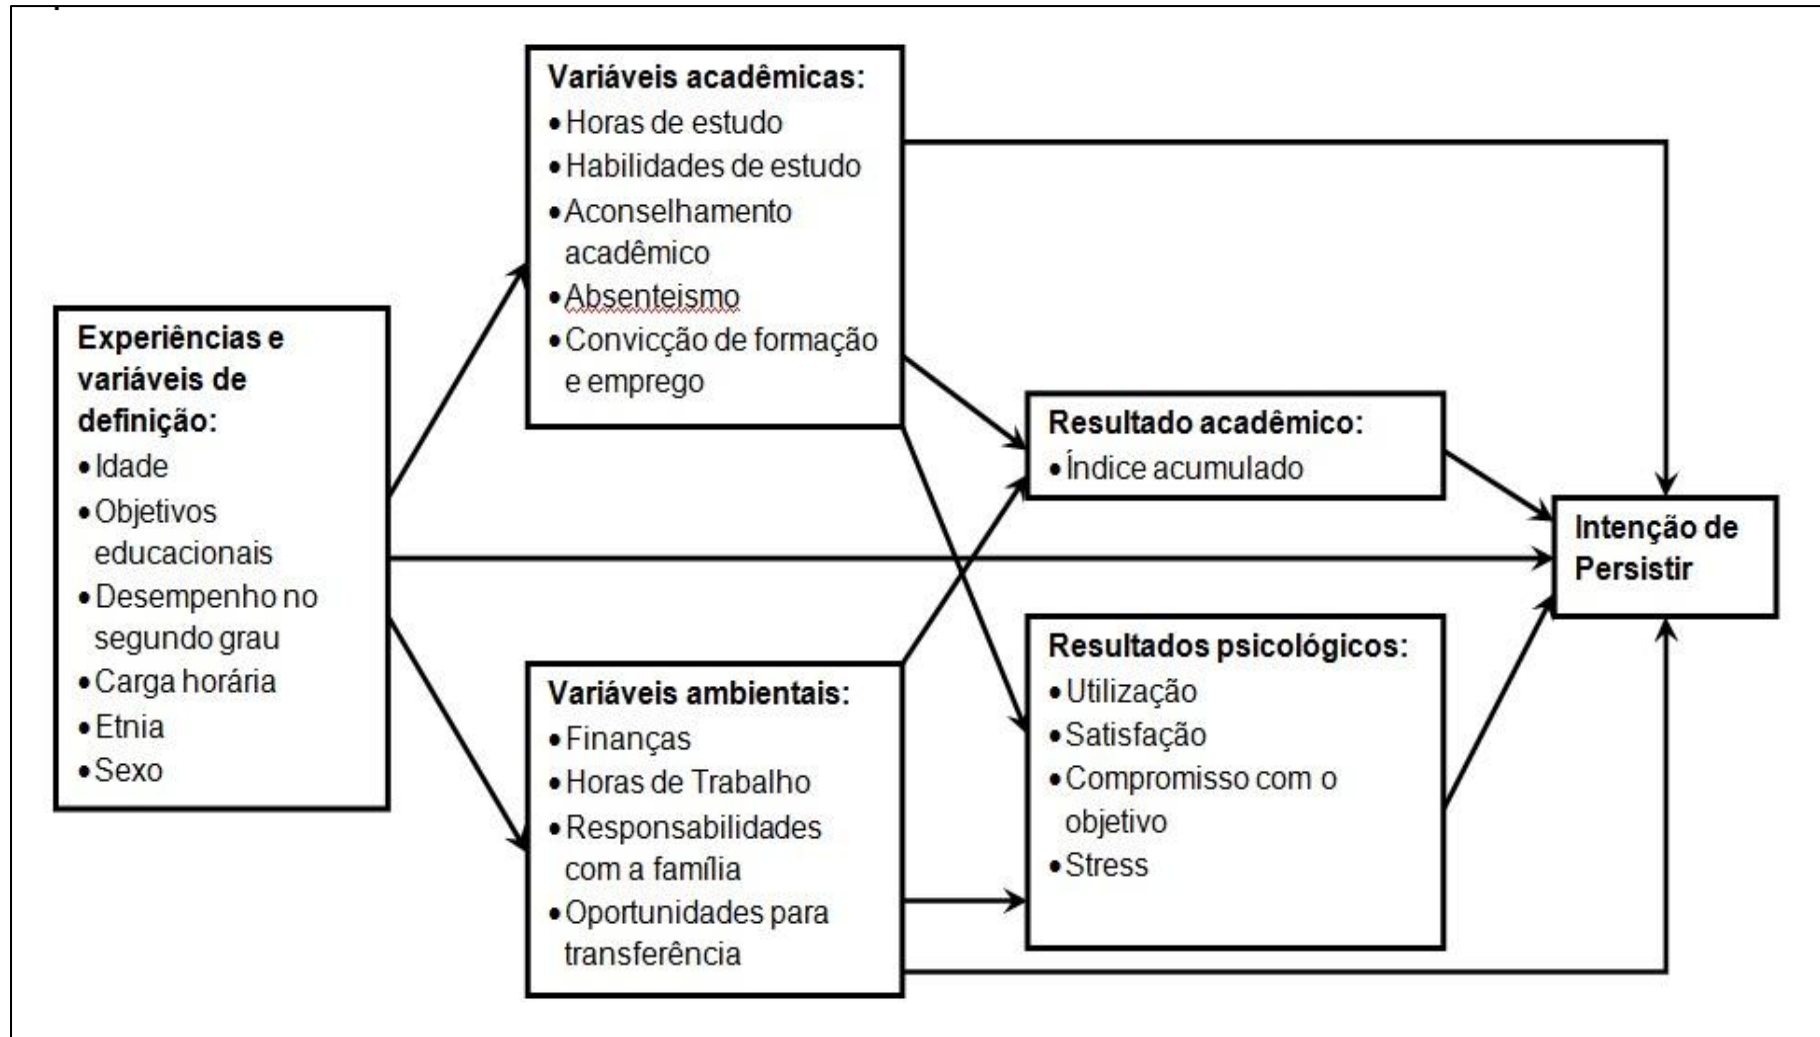 Experiências e
variáveis de
definição:
•Idade
•Objetivos
educacionais
•Desempenho no
segundo grau
•Carga horária
•Etnia
•Sexo
Variáveis acadêmicas:
•Horas de estudo
•Habilidades de estudo
•Aconselhamento
acadêmico
•Absenteismo
•Convicção de formação
e emprego
Variáveis ambientais:
•Finanças
•Horas de Trabalho
•Responsabilidades
com a família
•Oportunidades para
transferência
Resultado acadêmico:
•Índice acumulado
Resultados psicológicos:
•Utilização
•Satisfação
•Compromisso com o
objetivo
•Stress
Intenção de
Persistir